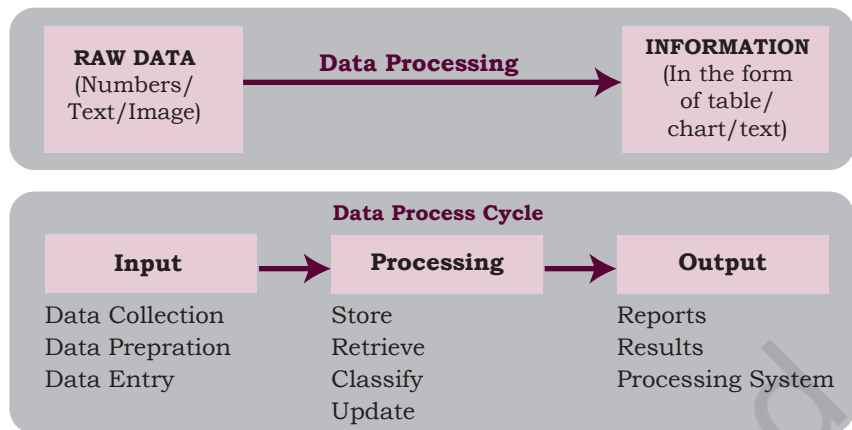 RAW DATA
(Numbers/
Text/Image)
Data Processing
INFORMATION
(In the form
of table/
chart/text)
Data Process Cycle
Input
Processing
Output
Data Collection
Data Prepration
Data Entry
Store
Retrieve
Classify
Update
Reports
Results
Processing System